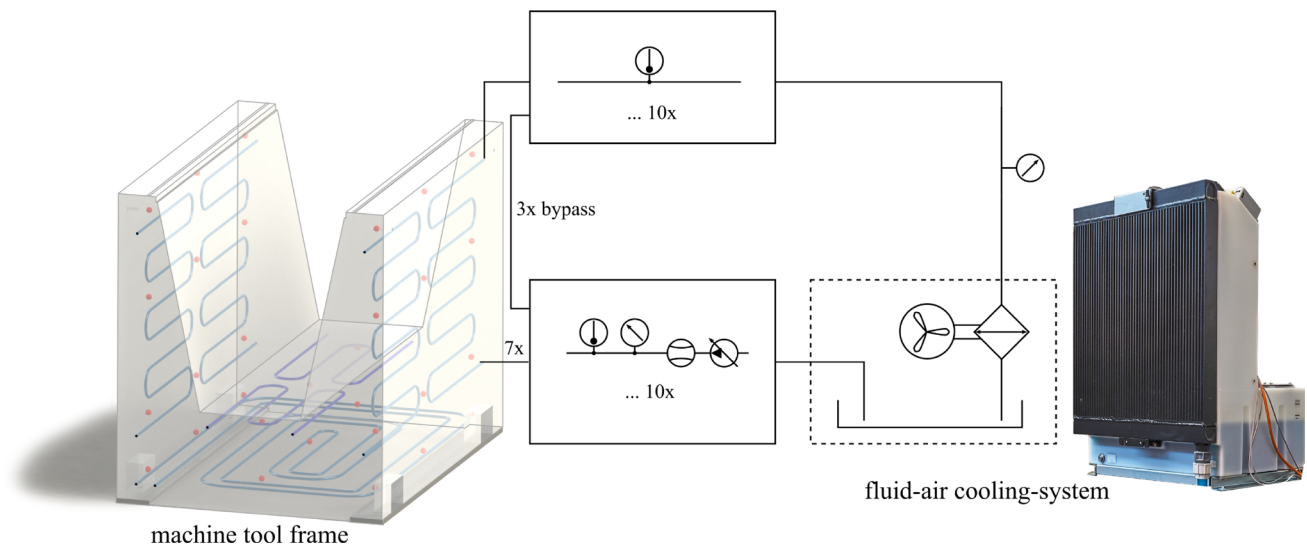 ... 10x
3x bypass
7x
... 10x
fluid-air cooling-system
machine tool frame